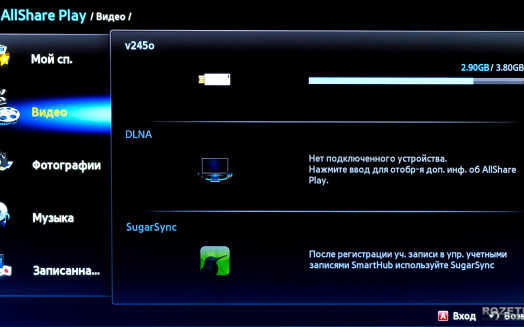 AllShare Play / Видео /
Мой сп.
Видео
Фотографии
Музыка
Записанна...
v245o
2.90GB / 3.80GB
DLNA
Нет подключенного устройства.
Нажмите ввод для отобр-я доп. инф. об AllShare
Play.
SugarSync
После регистрации уч. записи в упр. учетными
записями SmartHub используйте SugarSync
A Вход